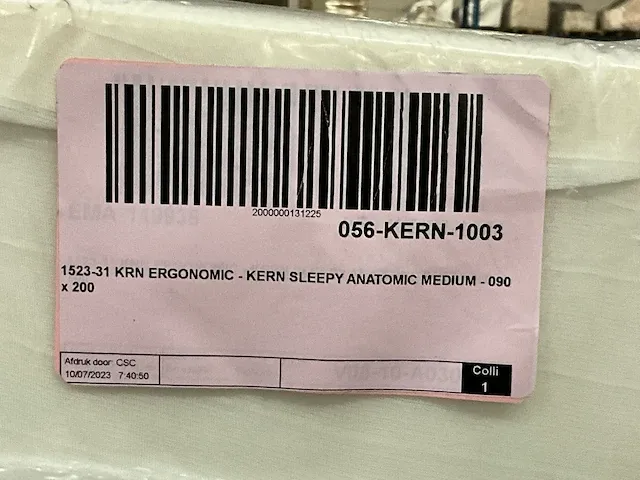 2000000131225
056-KERN-1003
1523-31 KRN ERGONOMIC - KERN SLEEPY ANATOMIC MEDIUM - 090
x 200
Afdruk door: CSC
10/07/2023 7:40:50
Colli
1